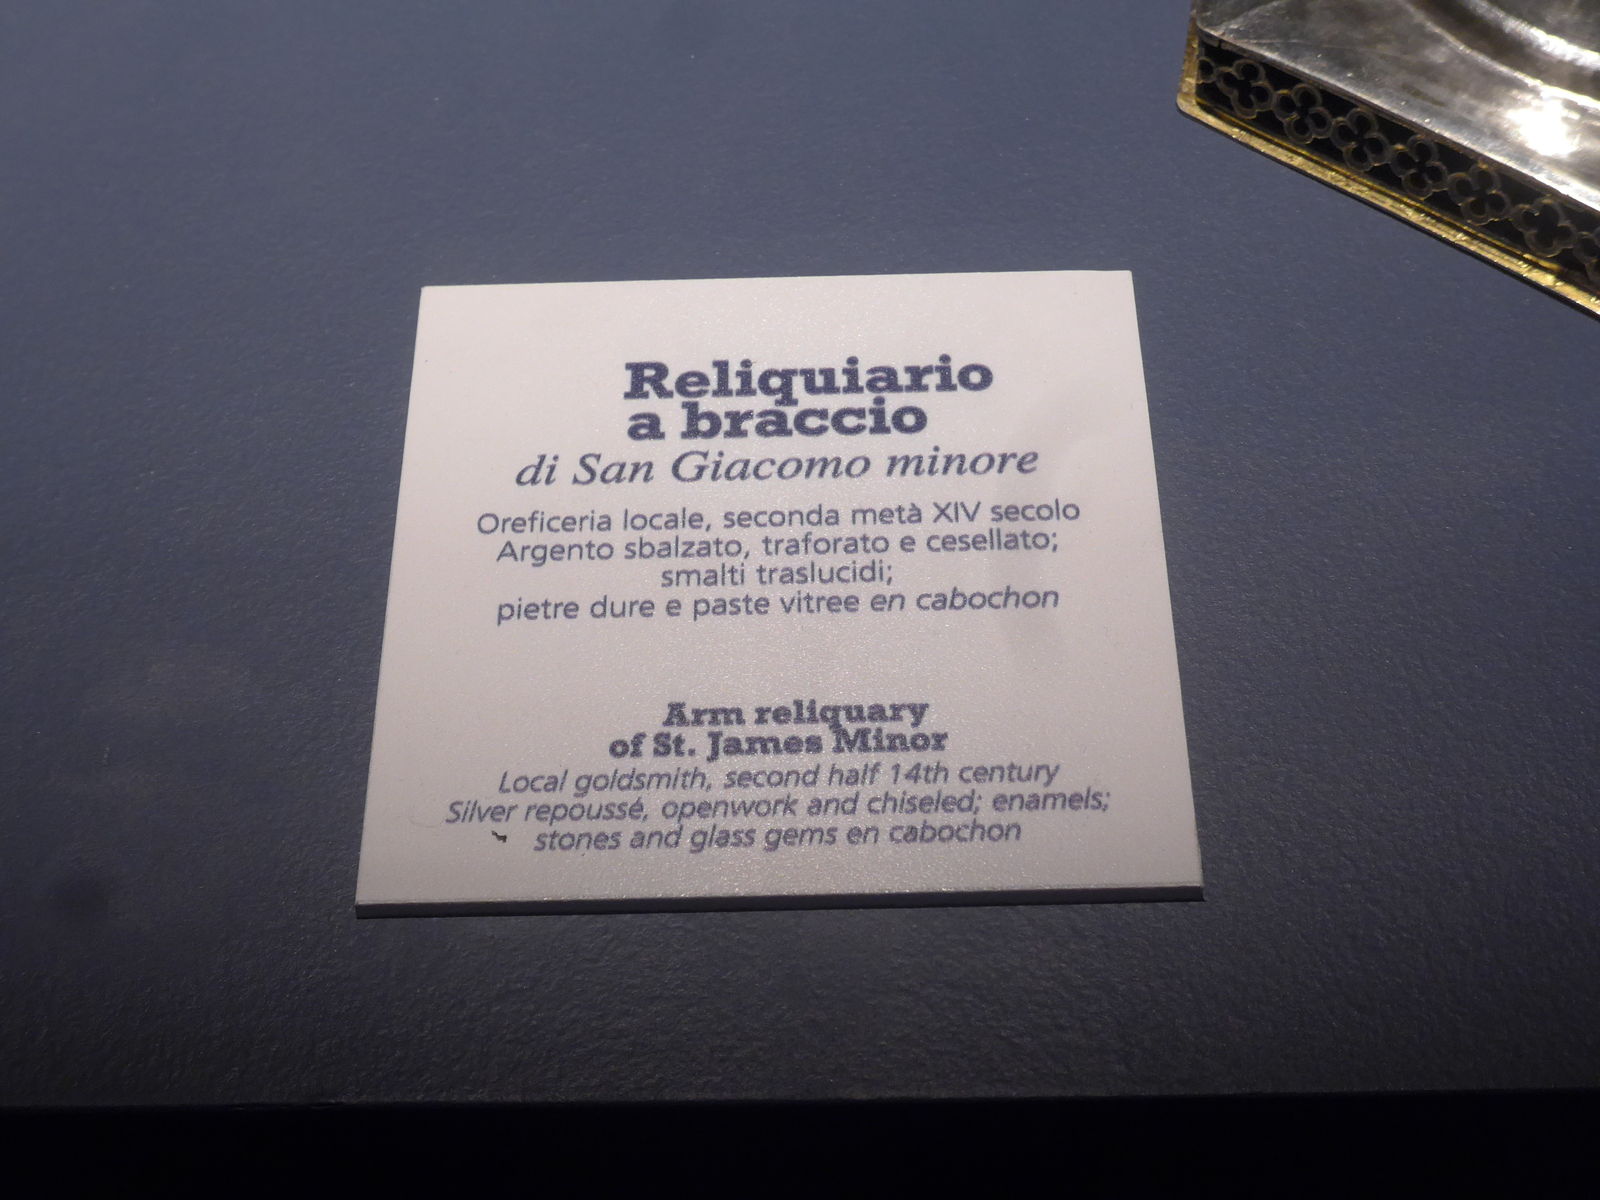 Reliquiario
a braccio
di San Giacomo minore
Oreficeria locale, seconda metà XIV secolo
Argento sbalzato, traforato e cesellato;
smalti traslucidi;
pietre dure e paste vitree en cabochon
Arm reliquary
of St. James Minor
Local goldsmith, second half 14th century
Silver repoussé, openwork and chiseled; enamels;
stones and glass gems en cabochon